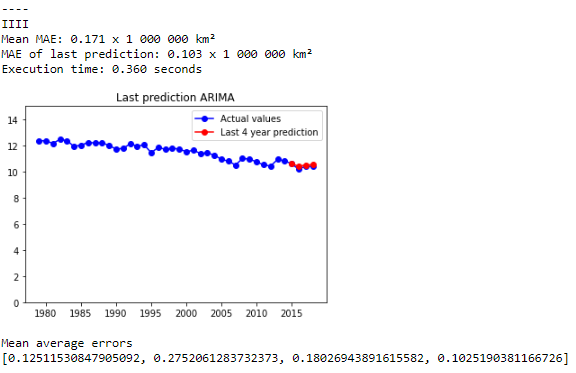 ----
IIII
Mean MAE: 0.171 x 1 000 000 km²
MAE of last prediction: 0.103 x 1 000 000 km²
Execution time: 0.360 seconds
Last prediction ARIMA
Actual values
Last 4 year prediction
14
12
10
8
6
4
2
0
1980 1985 1990 1995 2000 2005 2010 2015
Mean average errors
[0.12511530847905092, 0.2752061283732373, 0.18026943891615582, 0.1025190381166726]